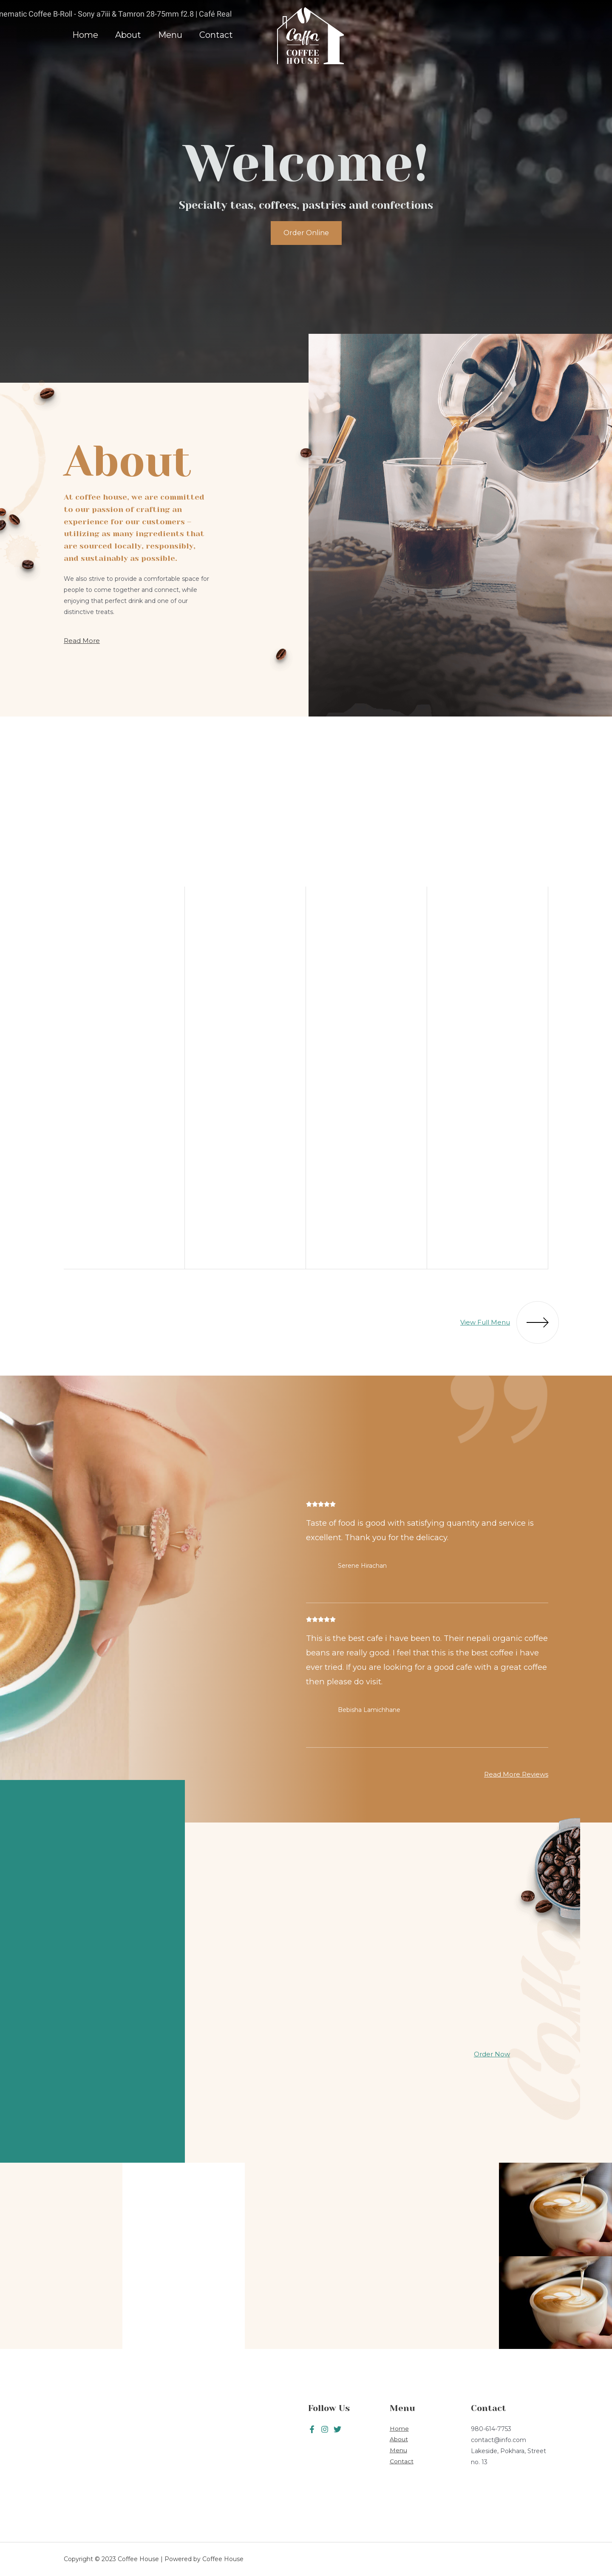 nematic Coffee B-Roll - Sony a7iii & Tamron 28-75mm f2.8 | Café Real
Home About Menu Contact
Caffa
COFFEE
HOUSE
Welcome!
Specialty teas, coffees, pastries and confections
Order Online
About
At coffee house, we are committed
to our passion of crafting an
experience for our customers –
utilizing as many ingredients that
are sourced locally, responsibly,
and sustainably as possible.
We also strive to provide a comfortable space for
people to come together and connect, while
enjoying that perfect drink and one of our
distinctive treats.
Read More
View Full Menu
Taste of food is good with satisfying quantity and service is
excellent. Thank you for the delicacy.
Serene Hirachan
This is the best cafe i have been to. Their nepali organic coffee
beans are really good. I feel that this is the best coffee i have
ever tried. If you are looking for a good cafe with a great coffee
then please do visit.
Bebisha Lamichhane
Read More Reviews
Caffa
Order Now
Follow Us
Menu
Home
About
Menu
Contact
Contact
980-614-7753
contact@info.com
Lakeside, Pokhara, Street
no. 13
Copyright © 2023 Coffee House | Powered by Coffee House